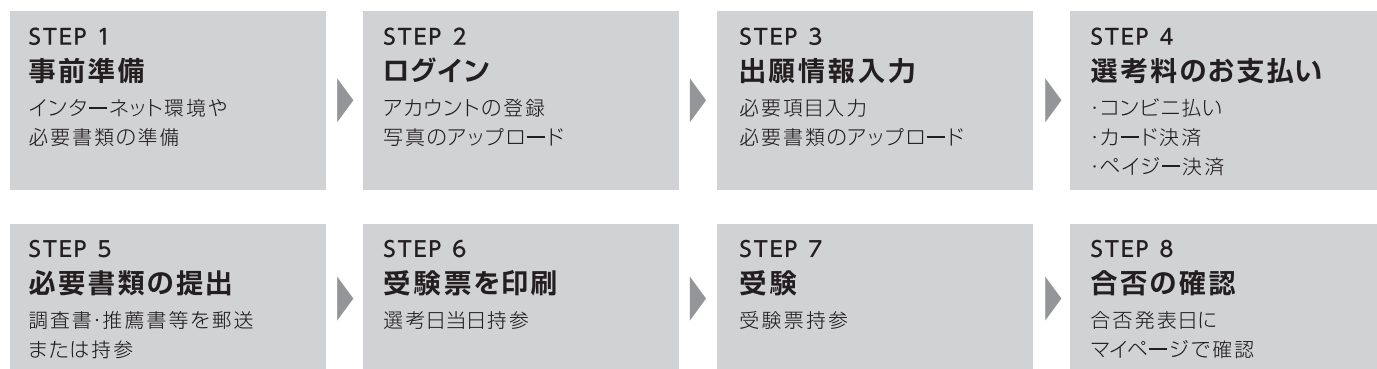 STEP 1
事前準備
インターネット環境や
必要書類の準備
STEP 2
ログイン
アカウントの登録
写真のアップロード
STEP 3
出願情報入力
必要項目入力
必要書類のアップロード
STEP 4
選考料のお支払い
·コンビニ払い
·カード決済
·ペイジー決済
STEP 5
必要書類の提出
調査書·推薦書等を郵送
または持参
STEP 6
受験票を印刷
選考日当日持参
STEP 7
受験
受験票持参
STEP 8
合否の確認
合否発表日に
マイページで確認